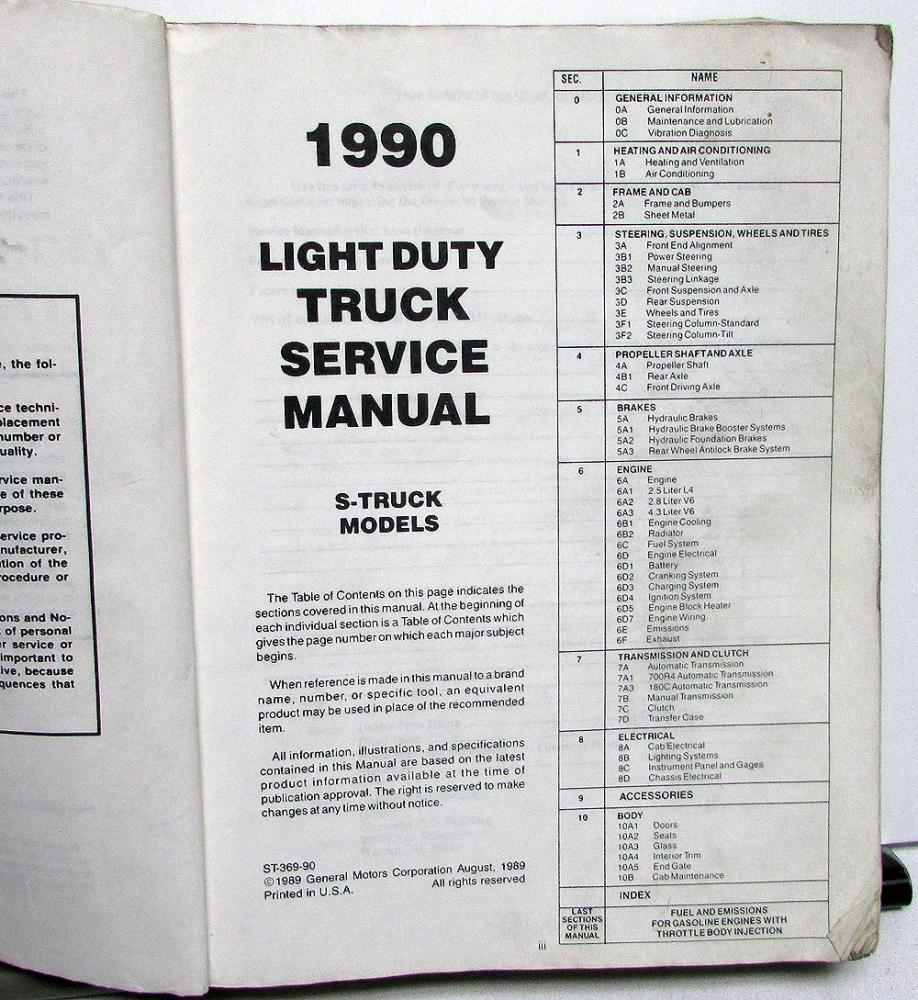 e, the fol-
ce techni-
placement
number or
uality.
rvice man-
e of these
rpose.
ervice pro-
nufacturer,
ution of the
rocedure or
ons and No-
t of personal
er service or
important to
ive, because
quences that
1990
LIGHT DUTY
TRUCK
SERVICE
MANUAL
S-TRUCK
MODELS
The Table of Contents on this page indicates the
sections covered in this manual. At the beginning of
each individual section is a Table of Contents which
gives the page number on which each major subject
begins.
When reference is made in this manual to a brand
name, number, or specific tool, an equivalent
product may be used in place of the recommended
item.
All information, illustrations, and specifications
contained in this Manual are based on the latest
product information available at the time of
publication approval. The right is reserved to make
changes at any time without notice.
ST-369-90
©1989 General Motors Corporation August, 1989
Printed in U.S.A. All rights reserved
SEC. NAME
0 GENERAL INFORMATION
0A General Information
0B Maintenance and Lubrication
0C Vibration Diagnosis
1 HEATING AND AIR CONDITIONING
1A Heating and Ventilation
1B Air Conditioning
2 FRAME AND CAB
2A Frame and Bumpers
2B Sheet Metal
3 STEERING, SUSPENSION, WHEELS AND TIRES
3A Front End Alignment
3B1 Power Steering
3B2 Manual Steering
3B3 Steering Linkage
3C Front Suspension and Axle
3D Rear Suspension
3E Wheels and Tires
3F1 Steering Column-Standard
3F2 Steering Column-Tilt
4 PROPELLER SHAFT AND AXLE
4A Propeller Shaft
4B1 Rear Axle
4C Front Driving Axle
5 BRAKES
5A Hydraulic Brakes
5A1 Hydraulic Brake Booster Systems
5A2 Hydraulic Foundation Brakes
5A3 Rear Wheel Antilock Brake System
6 ENGINE
6A Engine
6A1 2.5 Liter L4
6A2 2.8 Liter V6
6A3 4.3 Liter V6
6B1 Engine Cooling
6B2 Radiator
6C Fuel System
6D Engine Electrical
6D1 Battery
6D2 Cranking System
6D3 Charging System
6D4 Ignition System
6D5 Engine Block Heater
6D7 Engine Wiring
6E Emissions
6F Exhaust
7 TRANSMISSION AND CLUTCH
7A Automatic Transmission
7A1 700R4 Automatic Transmission
7A3 180C Automatic Transmission
7B Manual Transmission
7C Clutch
7D Transfer Case
8 ELECTRICAL
8A Cab Electrical
8B Lighting Systems
8C Instrument Panel and Gages
8D Chassis Electrical
9 ACCESSORIES
10 BODY
10A1 Doors
10A2 Seats
10A3 Glass
10A4 Interior Trim
10A5 End Gate
10B Cab Maintenance
INDEX
LAST
SECTIONS
OF THIS
MANUAL
FUEL AND EMISSIONS
FOR GASOLINE ENGINES WITH
THROTTLE BODY INJECTION
iii